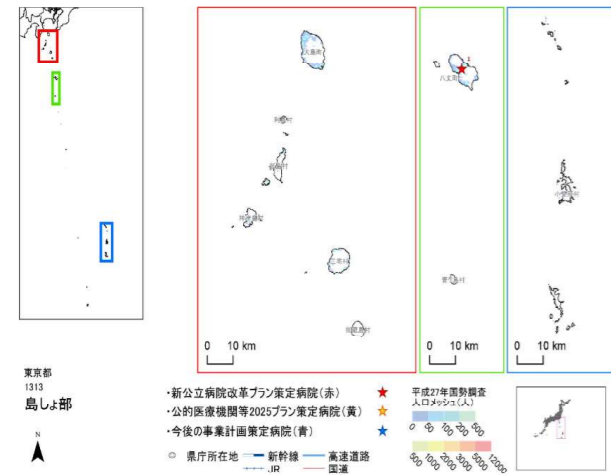 大島町
利島村
新島村
神津島村
三宅村
御蔵島村
0 10 km
1
八丈町
青ヶ島村
0 10 km
小笠原村
0 10 km
東京都
1313
島しょ部
N
・新公立病院改革プラン策定病院(赤)
・公的医療機関等2025プラン策定病院(黄)
・今後の事業計画策定病院(青)
県庁所在地 新幹線 高速道路
JR 国道
平成27年国勢調査
人口メッシュ(人)
0 50 100 200 500
500 1000 3000 5000 12000